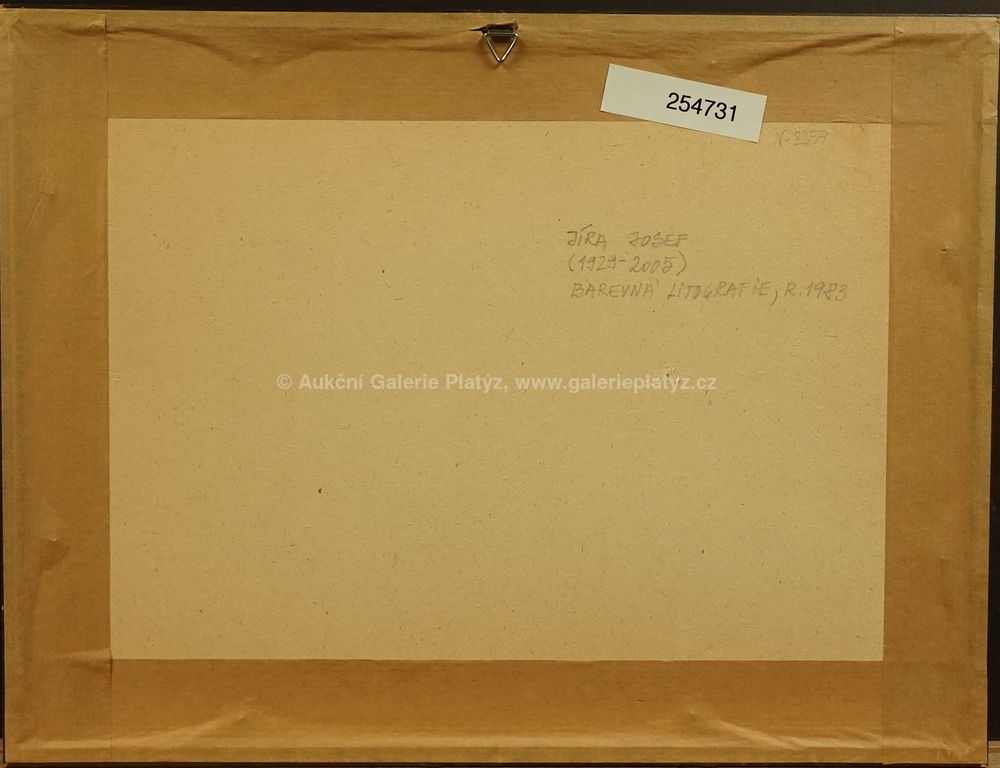 254731
JÍRA JOSEF
(1929-2005)
BAREVNÁ LITOGRAFIE, R. 1983
© Aukční Galerie Platýz, www.galerieplatyz.cz